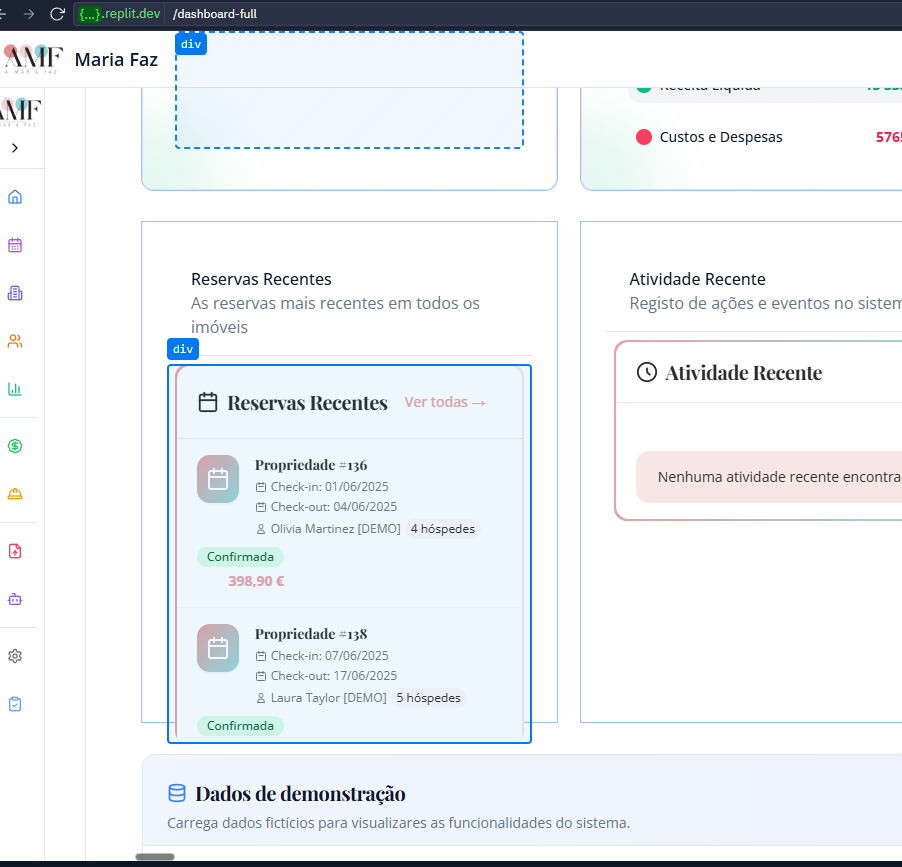 {...}.replit.dev /dashboard-full
AMF
A MAR A FAZ
Maria Faz
div
AMF
Receita Líquida
Custos e Despesas
5765
Reservas Recentes
As reservas mais recentes em todos os
imóveis
div
Reservas Recentes
Ver todas →
Propriedade #136
Check-in: 01/06/2025
Check-out: 04/06/2025
Olivia Martinez [DEMO] 4 hóspedes
Confirmada
398,90 €
Propriedade #138
Check-in: 07/06/2025
Check-out: 17/06/2025
Laura Taylor [DEMO] 5 hóspedes
Confirmada
Atividade Recente
Registo de ações e eventos no sistem
Atividade Recente
Nenhuma atividade recente encontra
Dados de demonstração
Carrega dados fictícios para visualizares as funcionalidades do sistema.